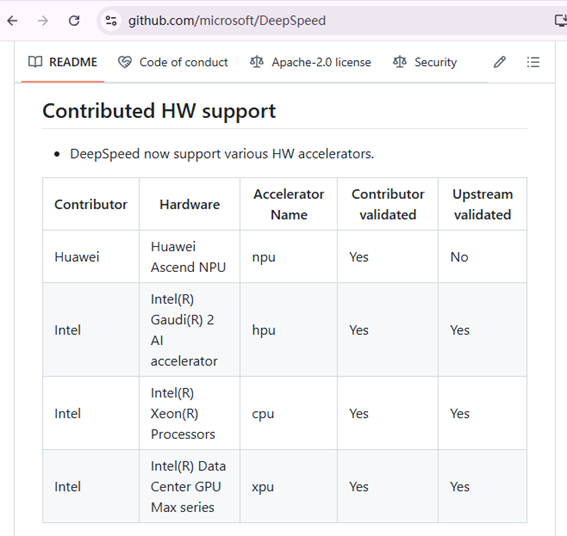 github.com/microsoft/DeepSpeed
README Code of conduct Apache-2.0 license Security
Contributed HW support
• DeepSpeed now support various HW accelerators.
Contributor Hardware Accelerator Name Contributor validated Upstream validated
Huawei Huawei Ascend NPU npu Yes No
Intel Intel(R) Gaudi(R) 2 AI accelerator hpu Yes Yes
Intel Intel(R) Xeon(R) Processors cpu Yes Yes
Intel Intel(R) Data Center GPU Max series xpu Yes Yes